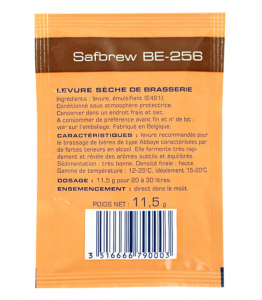 Safbrew BE-256
LEVURE SÈCHE DE BRASSERIE
Ingrédients : levure, émulsifiant (E491).
Conditionné sous atmosphère protectrice.
Conserver dans un endroit frais et sec.
A consommer de préférence avant fin et n° de lot :
voir sur l'emballage. Fabriqué en Belgique.
CARACTÉRISTIQUES : levure recommandée pour
le brassage de bières de type Abbaye caractérisées par
de fortes teneurs en alcool. Elle fermente très rapi-
dement et révèle des arômes subtils et équilibrés.
Sédimentation : très bonne. Densité finale : haute
Gamme de température : 12-25°C, idéalement 15-20°C.
DOSAGE : 11,5 g pour 20 à 30 litres.
ENSEMENCEMENT : direct dans le moût.
POIDS NET : 11,5 g
3 516666 790003